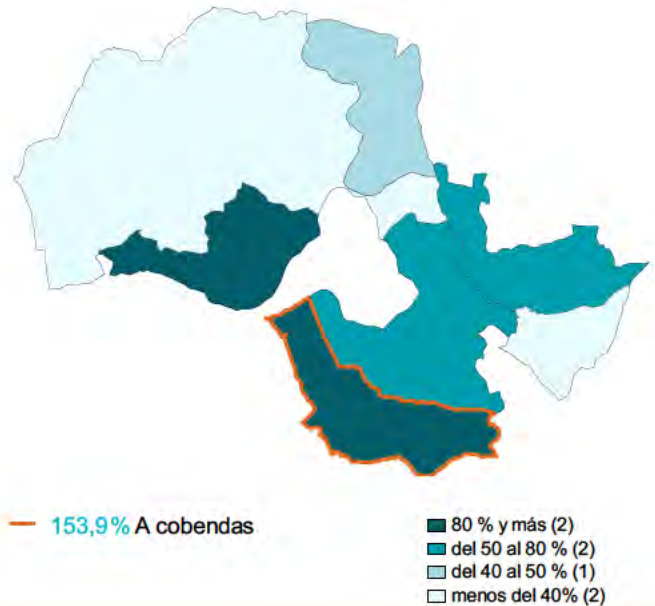 153,9% A cobendas
80 % y más (2)
del 50 al 80 % (2)
del 40 al 50 % (1)
menos del 40% (2)